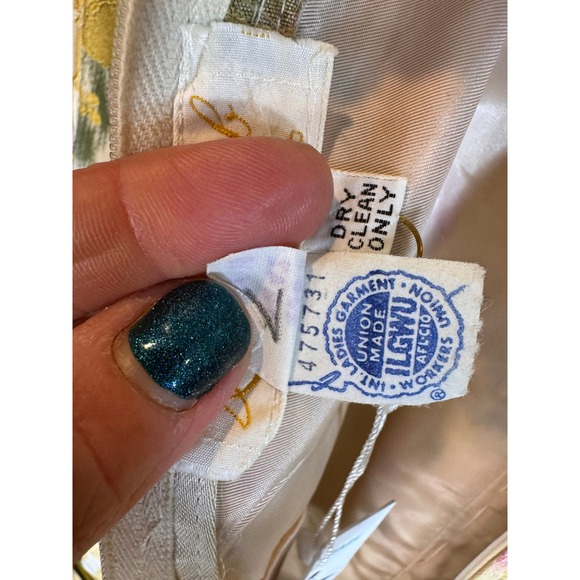 DRY
CLEAN
ONLY
475731
INT. LADIES GARMENT WORKERS UNION
UNION
MADE
ILGWU
AFL-CIO
®